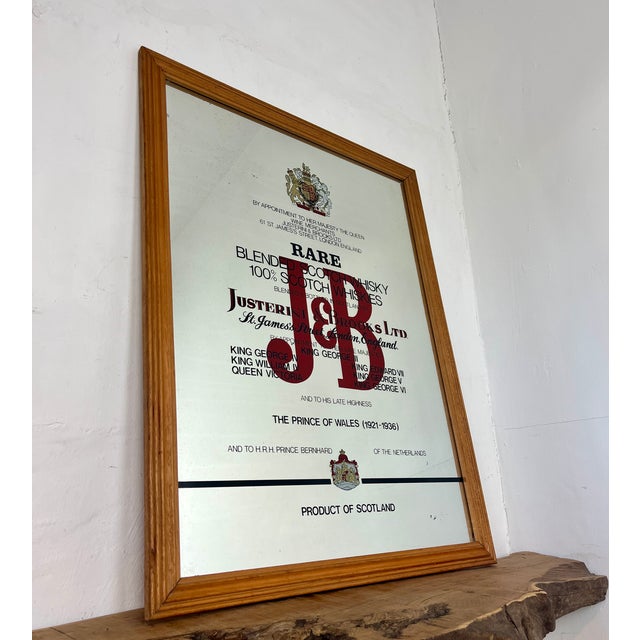 BY APPOINTMENT TO HER MAJESTY THE QUEEN
WINE MERCHANTS
JUSTERINI & BROOKS LTD.
61 ST. JAMES'S STREET, LONDON, ENGLAND
RARE
BLENDED SCOTCH WHISKY
100% SCOTCH WHISKIES
J&B
JUSTERINI & BROOKS LTD.
St. James's Street, London, England.
BY APPOINTMENT
KING GEORGE III
KING GEORGE IV
KING WILLIAM IV
QUEEN VICTORIA
KING EDWARD VII
KING GEORGE V
KING GEORGE VI
AND TO HIS LATE HIGHNESS
THE PRINCE OF WALES (1921-1936)
AND TO H.R.H. PRINCE BERNHARD OF THE NETHERLANDS
PRODUCT OF SCOTLAND